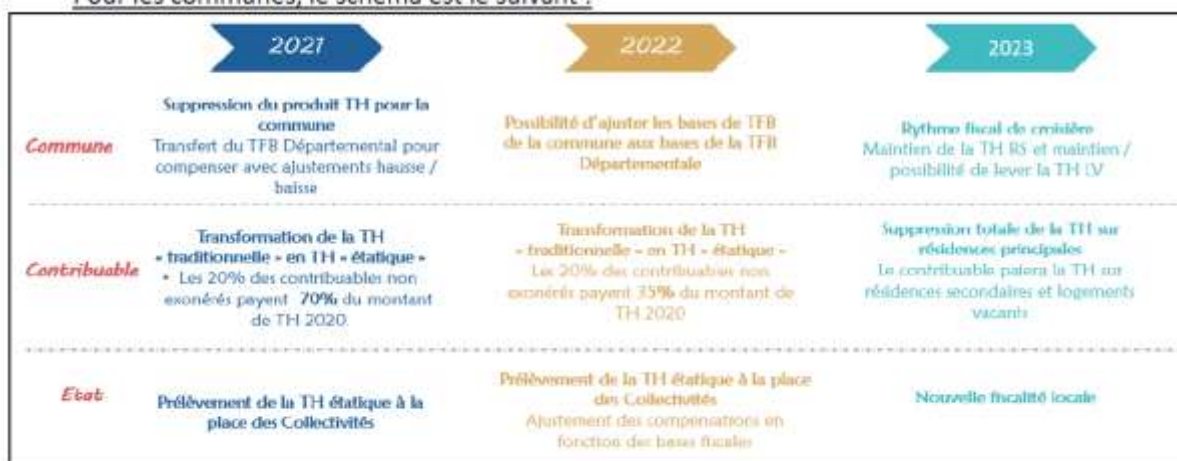 Pour les communes, le schéma est le suivant :
2021
2022
2023
Commune
Suppression du produit TH pour la
commune
Transfert du TFB Départemental pour
compenser avec ajustements hausse /
baisse
Possibilité d'ajuster les bases de TFB
de la commune aux bases de la TFB
Départementale
Rythme fiscal de croisière
Maintien de la TH RS et maintien /
possibilité de lever la TH LV
Contribuable
Transformation de la TH
« traditionnelle » en TH « étatique »
• Les 20% des contribuables non
exonérés payent 70% du montant
de TH 2020
Transformation de la TH
« traditionnelle » en TH « étatique »
Les 20% des contribuables non
exonérés payent 35% du montant de
TH 2020
Suppression totale de la TH sur
résidences principales
Le contribuable paiera la TH sur
résidences secondaires et logements
vacants
Etat
Prélèvement de la TH étatique à la
place des Collectivités
Prélèvement de la TH étatique à la place
des Collectivités
Ajustement des compensations en
fonction des bases fiscales
Nouvelle fiscalité locale